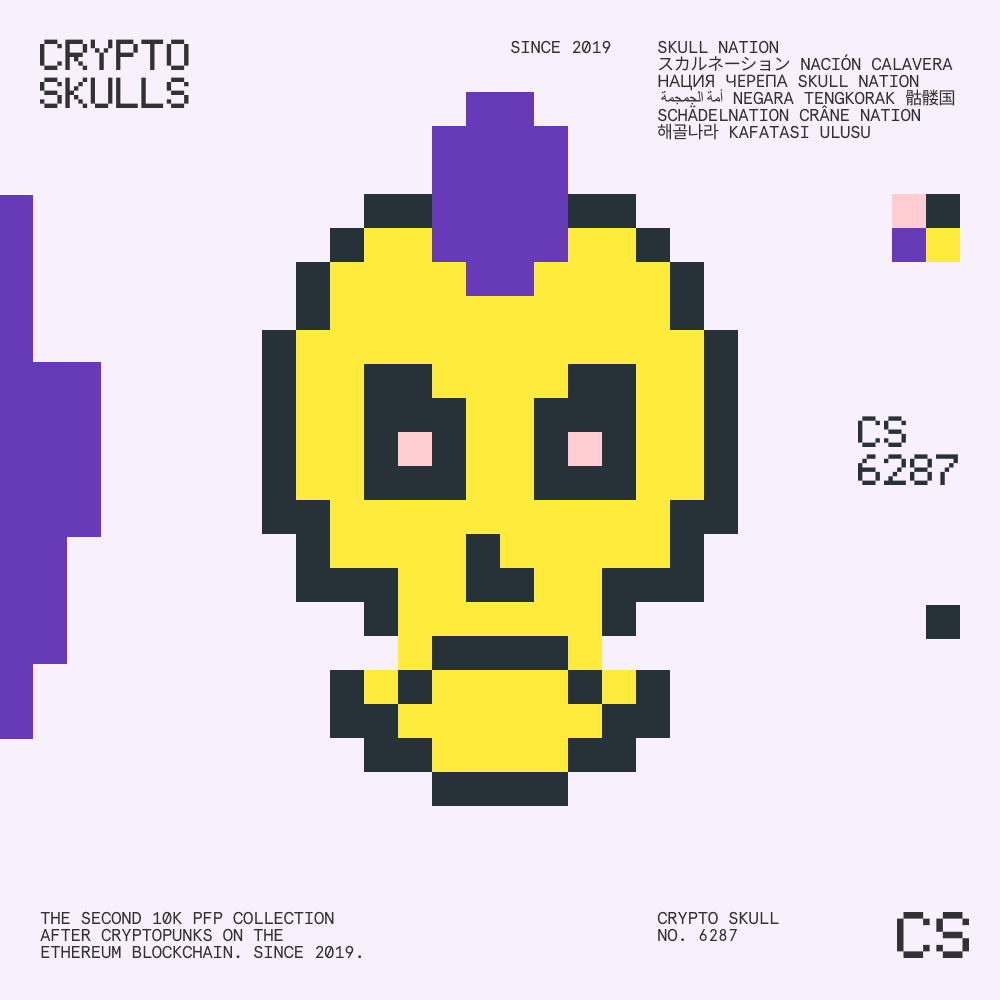 CRYPTO
SKULLS
SINCE 2019
SKULL NATION
スカルネーション NACIÓN CALAVERA
НАЦИЯ ЧЕРЕПА SKULL NATION
أمة الجمجمة NEGARA TENGKORAK 骷髅国
SCHÄDELNATION CRÂNE NATION
해골나라 KAFATASI ULUSU
CS
6287
THE SECOND 10K PFP COLLECTION
AFTER CRYPTOPUNKS ON THE
ETHEREUM BLOCKCHAIN. SINCE 2019.
CRYPTO SKULL
NO. 6287
CS